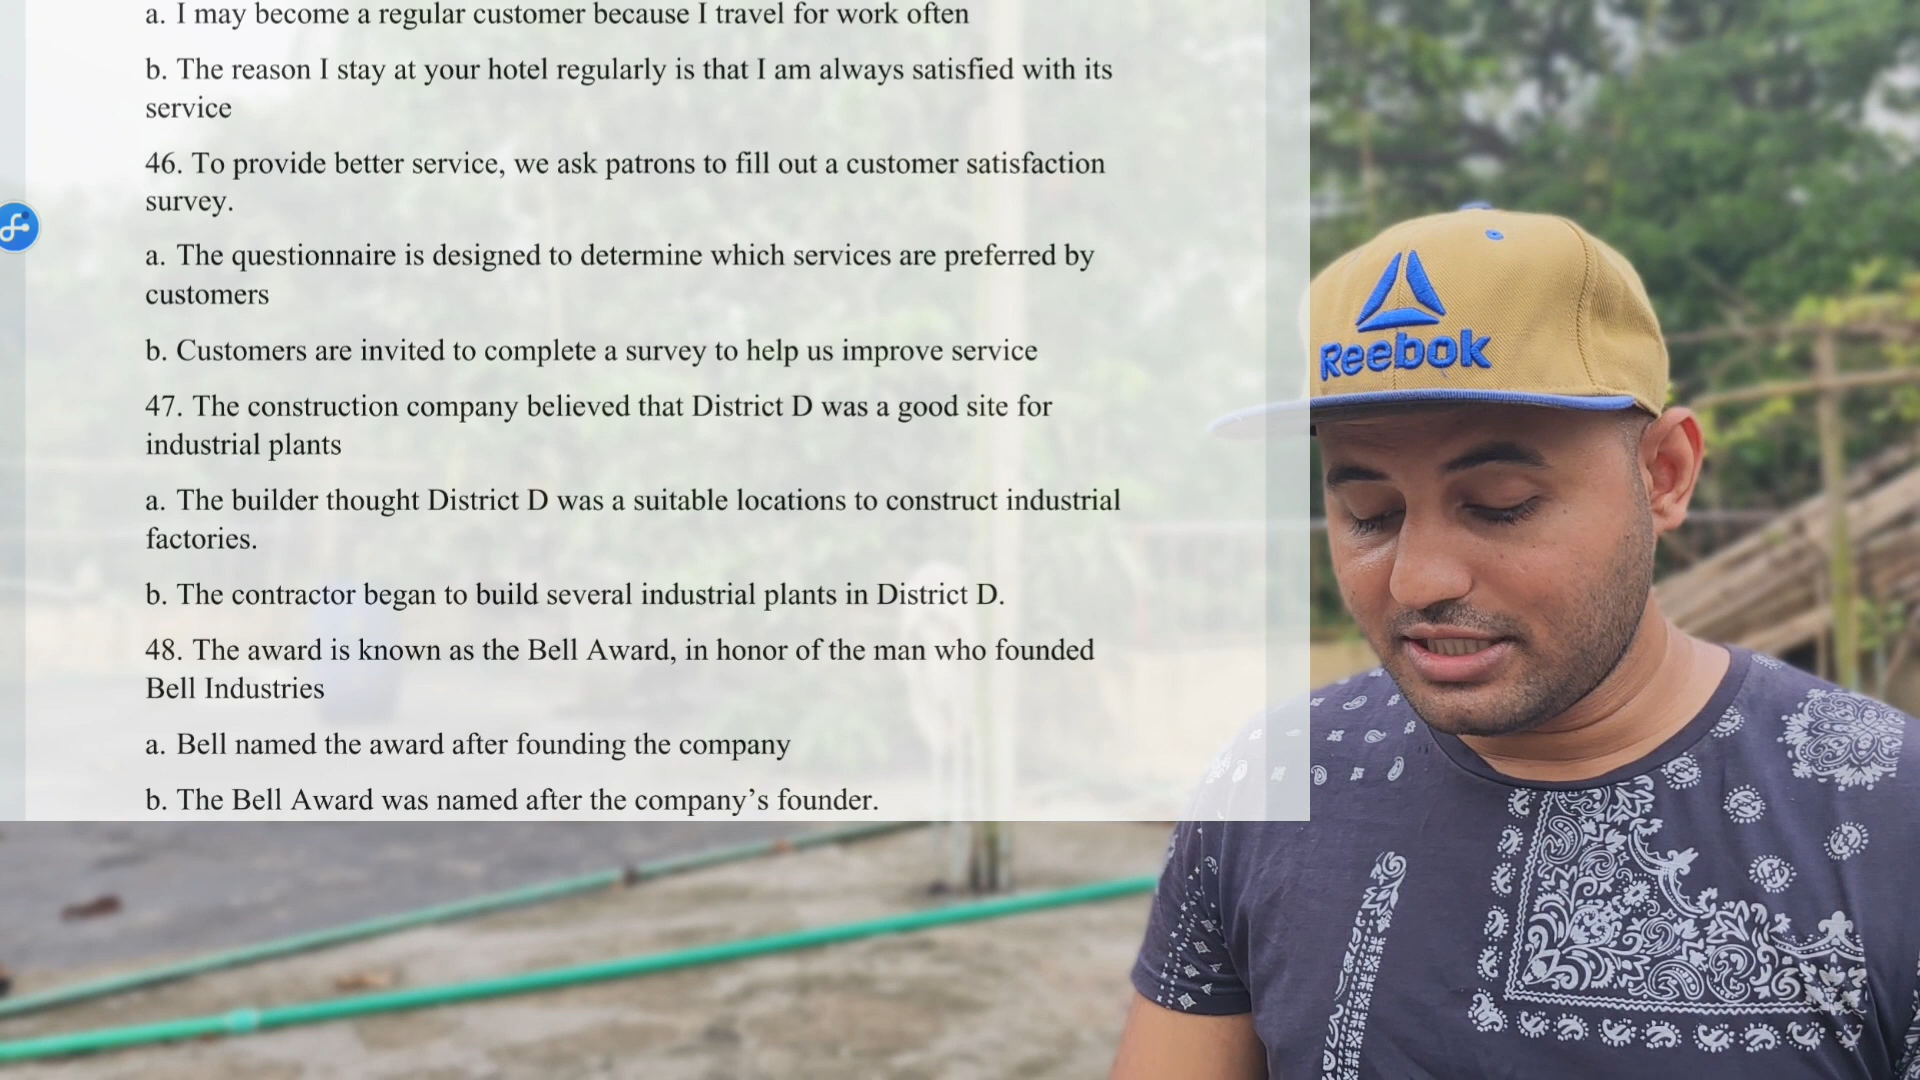 a. I may become a regular customer because I travel for work often
b. The reason I stay at your hotel regularly is that I am always satisfied with its
service
46. To provide better service, we ask patrons to fill out a customer satisfaction
survey.
a. The questionnaire is designed to determine which services are preferred by
customers
b. Customers are invited to complete a survey to help us improve service
47. The construction company believed that District D was a good site for
industrial plants
a. The builder thought District D was a suitable locations to construct industrial
factories.
b. The contractor began to build several industrial plants in District D.
48. The award is known as the Bell Award, in honor of the man who founded
Bell Industries
a. Bell named the award after founding the company
b. The Bell Award was named after the company’s founder.
Reebok